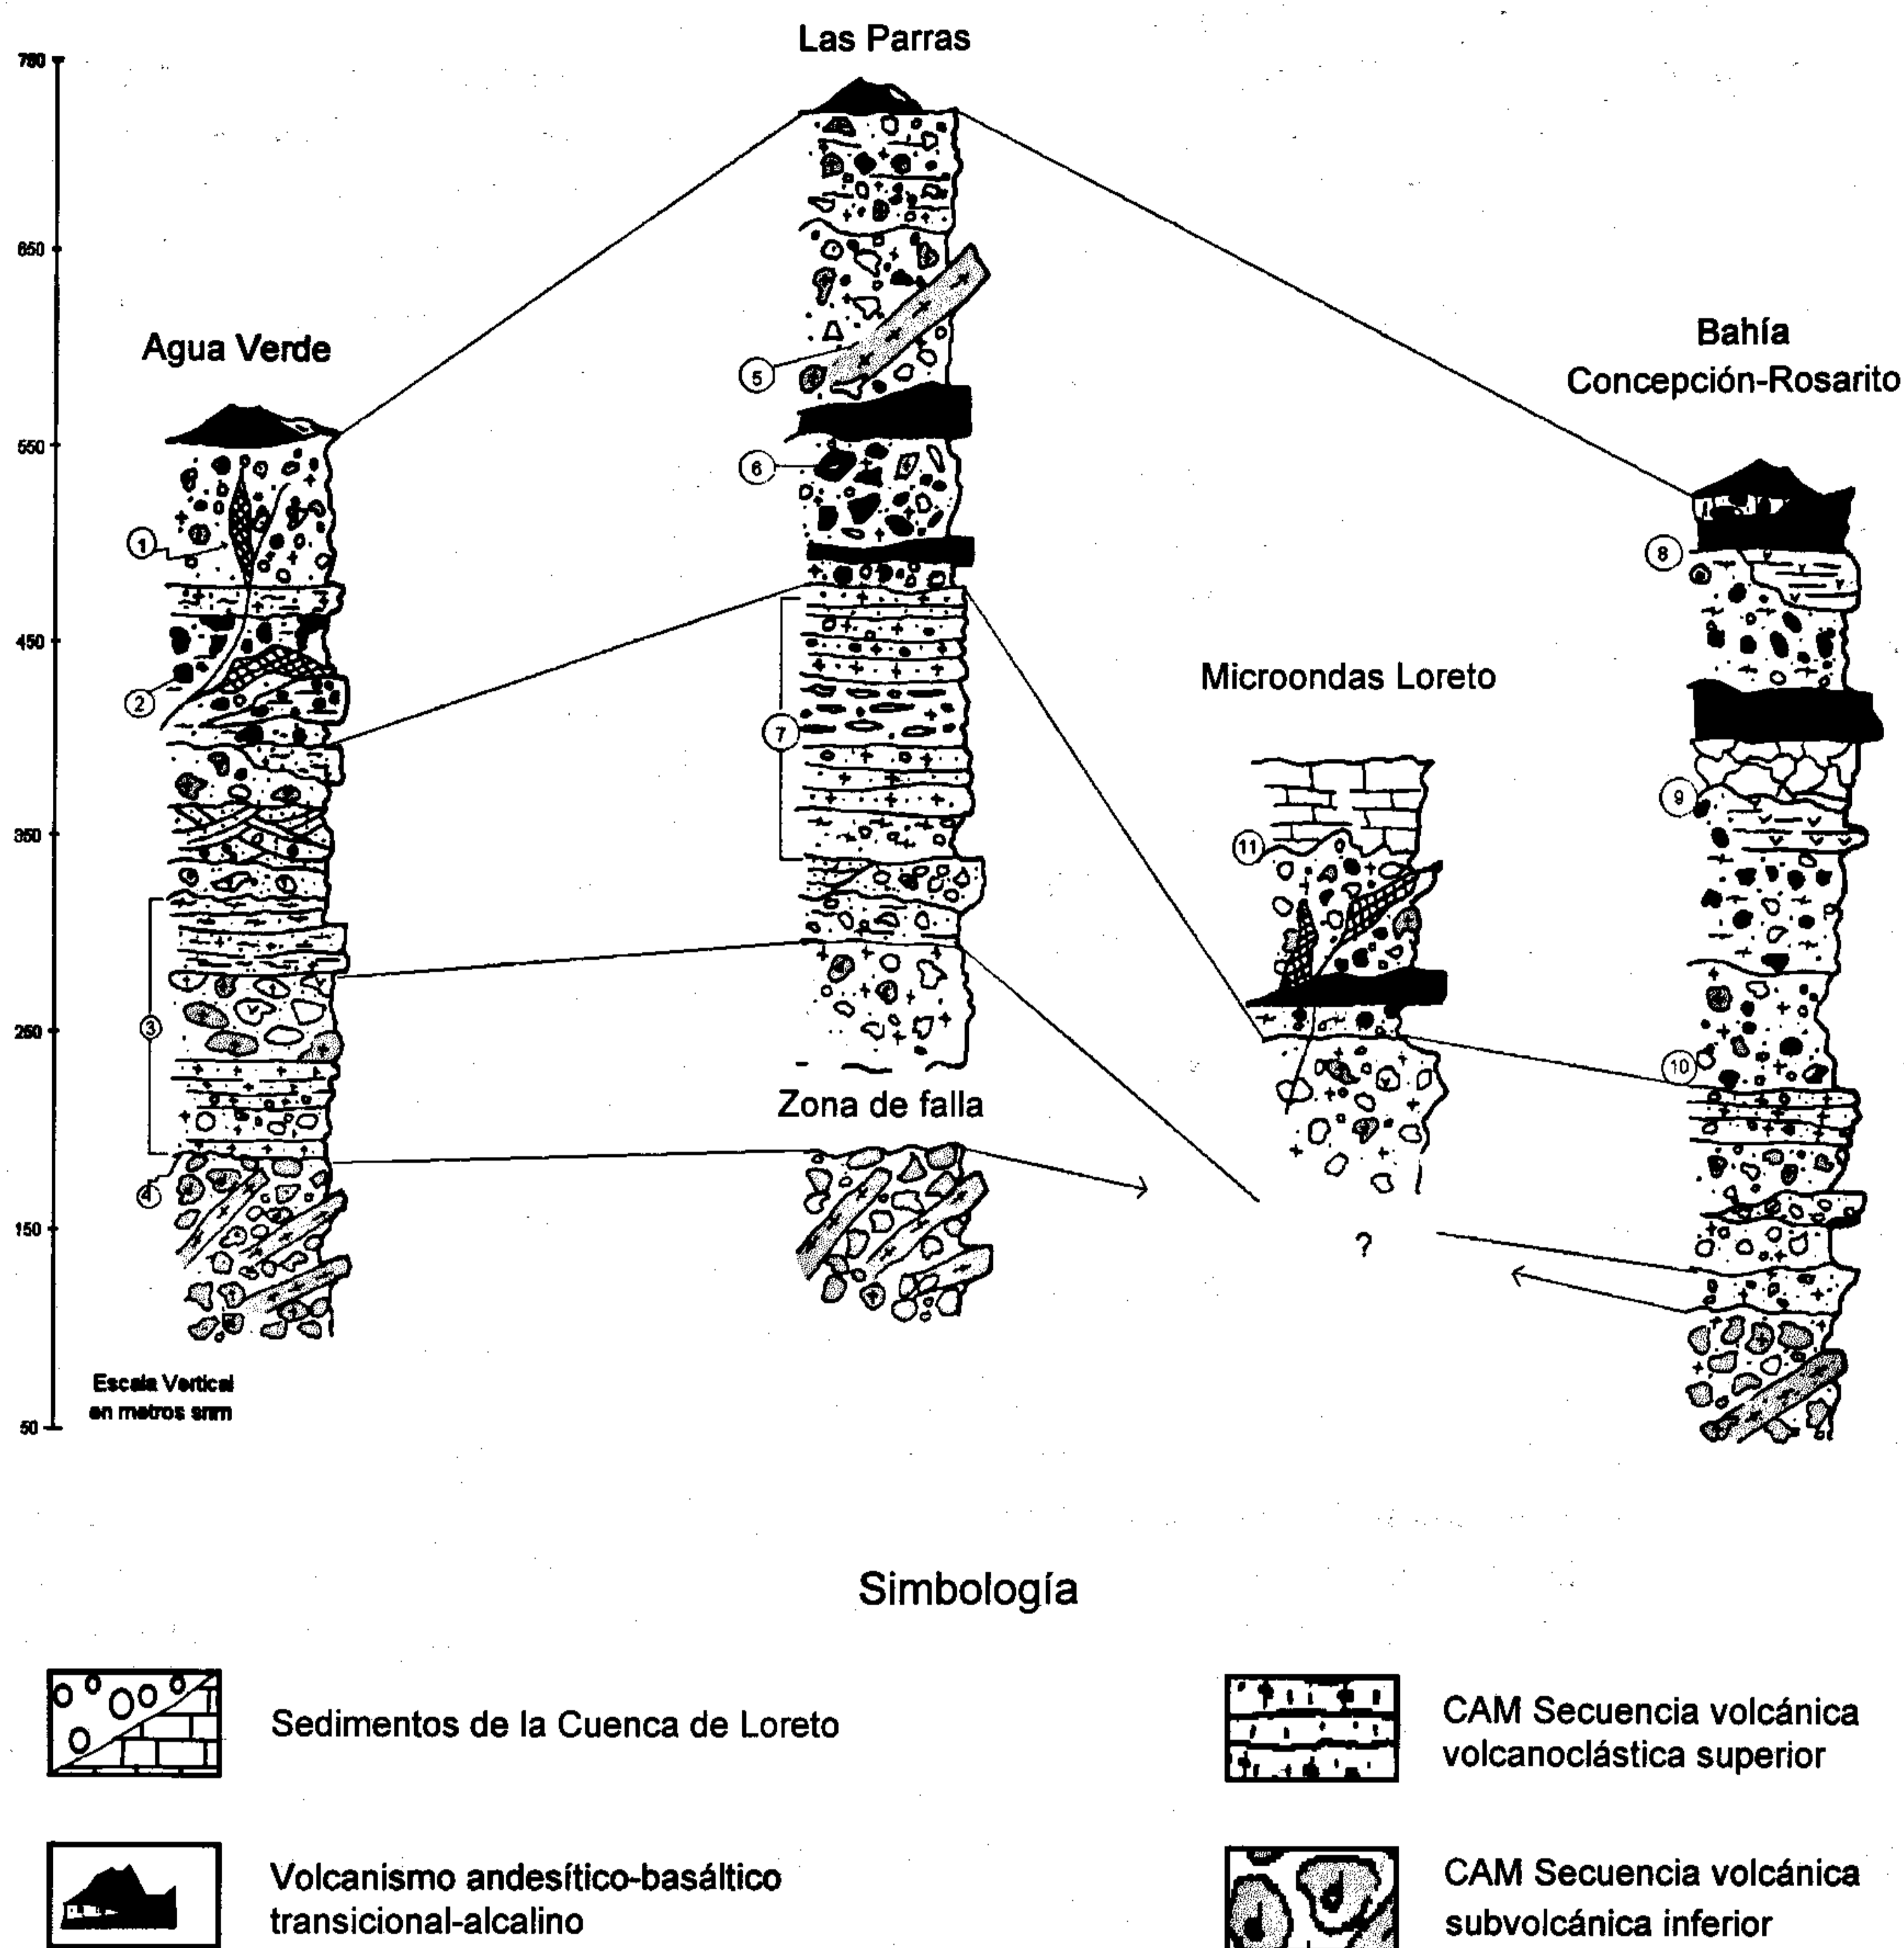 Las Parras
750
650
Agua Verde
Bahía
Concepción-Rosarito
5
550
6
1
8
450
Microondas Loreto
2
7
9
350
11
3
250
10
Zona de falla
4
150
?
Escala Vertical
en metros snm
50
Simbología
Sedimentos de la Cuenca de Loreto
CAM Secuencia volcánica
volcanoclástica superior
Volcanismo andesítico-basáltico
transicional-alcalino
CAM Secuencia volcánica
subvolcánica inferior